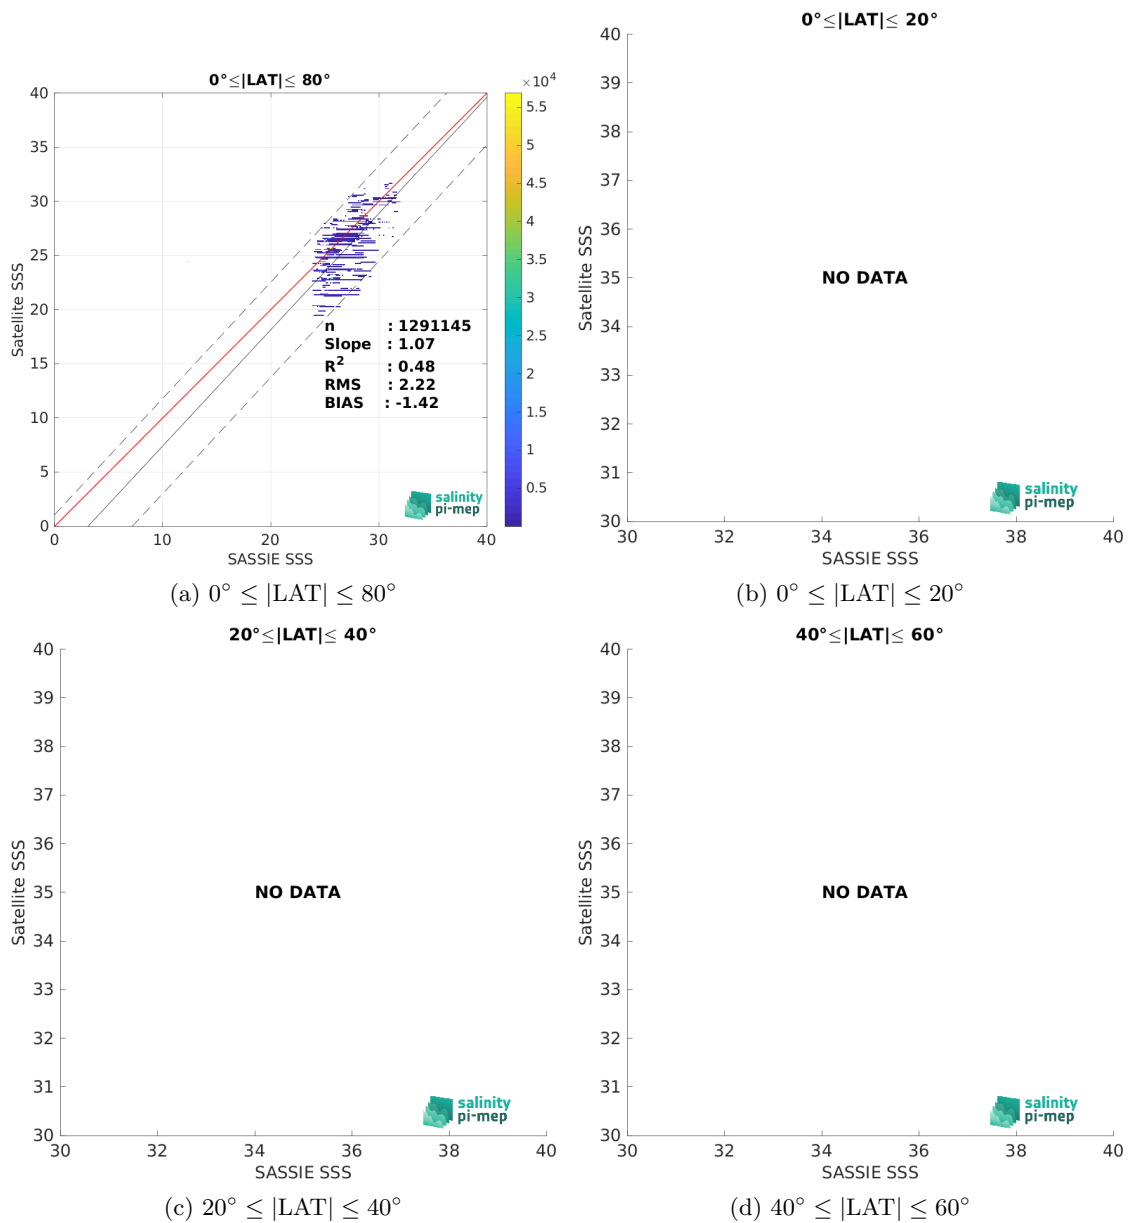 0°≤|LAT|≤ 80°
×10⁴
40
35
30
25
20
15
10
5
0
0
10
20
30
40
Satellite SSS
SASSIE SSS
n : 1291145
Slope : 1.07
R² : 0.48
RMS : 2.22
BIAS : -1.42
5.5
5
4.5
4
3.5
3
2.5
2
1.5
1
0.5
salinity
pi-mep
(a) 0° ≤ |LAT| ≤ 80°
0°≤|LAT|≤ 20°
40
39
38
37
36
35
34
33
32
31
30
30
32
34
36
38
40
Satellite SSS
NO DATA
salinity
pi-mep
SASSIE SSS
(b) 0° ≤ |LAT| ≤ 20°
20°≤|LAT|≤ 40°
40
39
38
37
36
35
34
33
32
31
30
30
32
34
36
38
40
Satellite SSS
NO DATA
salinity
pi-mep
SASSIE SSS
(c) 20° ≤ |LAT| ≤ 40°
40°≤|LAT|≤ 60°
40
39
38
37
36
35
34
33
32
31
30
30
32
34
36
38
40
Satellite SSS
NO DATA
salinity
pi-mep
SASSIE SSS
(d) 40° ≤ |LAT| ≤ 60°